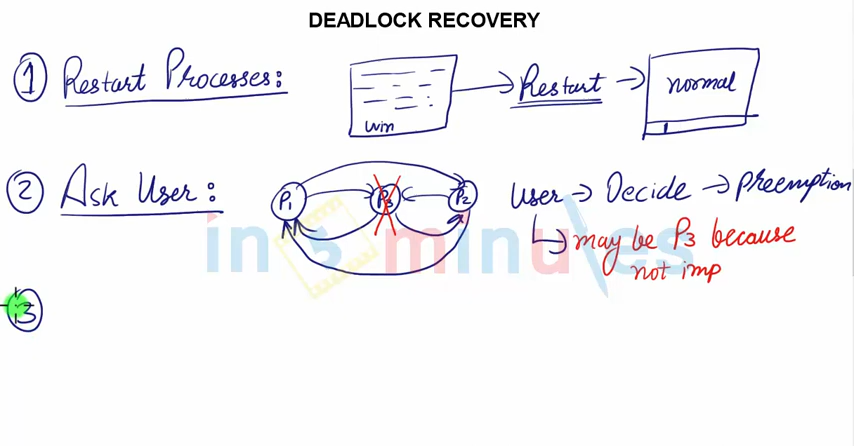 DEADLOCK RECOVERY
1 Restart Processes:
win
Restart
normal
2 Ask User:
P1 P3 P2
User → Decide → Preemption
may be P3 because
not imp
in 5 minutes
3